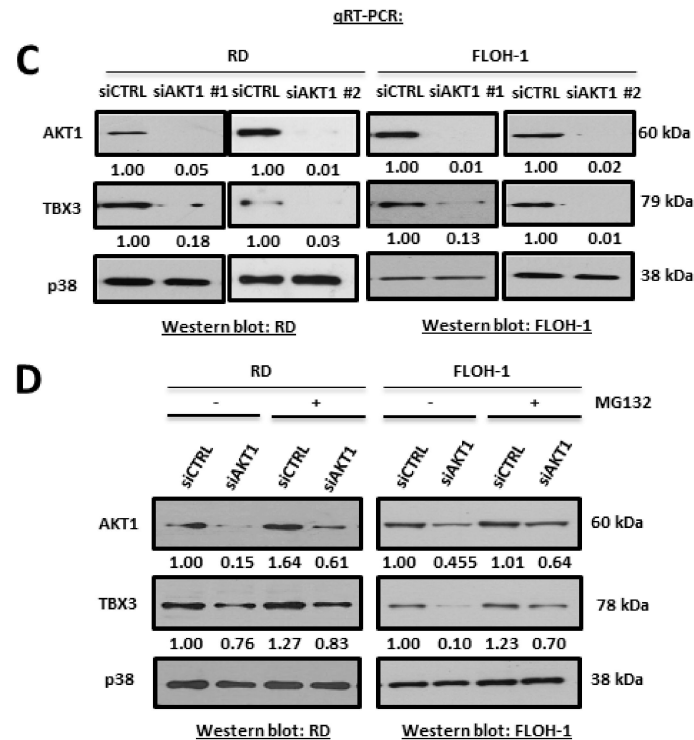 qRT-PCR:
C
RD FLOH-1
siCTRL siAKT1 #1 siCTRL siAKT1 #2 siCTRL siAKT1 #1 siCTRL siAKT1 #2
AKT1 60 kDa
1.00 0.05 1.00 0.01 1.00 0.01 1.00 0.02
TBX3 79 kDa
1.00 0.18 1.00 0.03 1.00 0.13 1.00 0.01
p38 38 kDa
Western blot: RD Western blot: FLOH-1
D
RD FLOH-1
- + - + MG132
siCTRL siAKT1 siCTRL siAKT1 siCTRL siAKT1 siCTRL siAKT1
AKT1 60 kDa
1.00 0.15 1.64 0.61 1.00 0.455 1.01 0.64
TBX3 78 kDa
1.00 0.76 1.27 0.83 1.00 0.10 1.23 0.70
p38 38 kDa
Western blot: RD Western blot: FLOH-1